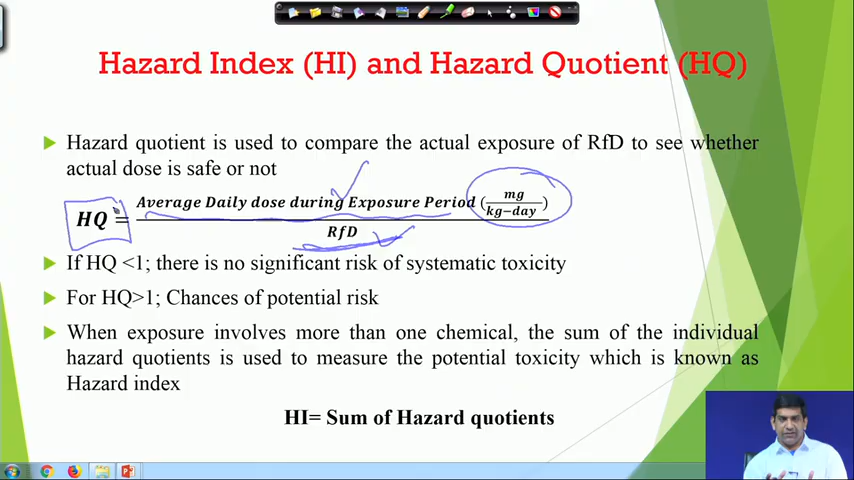 Hazard Index (HI) and Hazard Quotient (HQ)
Hazard quotient is used to compare the actual exposure of RfD to see whether
actual dose is safe or not
HQ = Average Daily dose during Exposure Period (mg/kg−day) / RfD
If HQ <1; there is no significant risk of systematic toxicity
For HQ>1; Chances of potential risk
When exposure involves more than one chemical, the sum of the individual
hazard quotients is used to measure the potential toxicity which is known as
Hazard index
HI= Sum of Hazard quotients